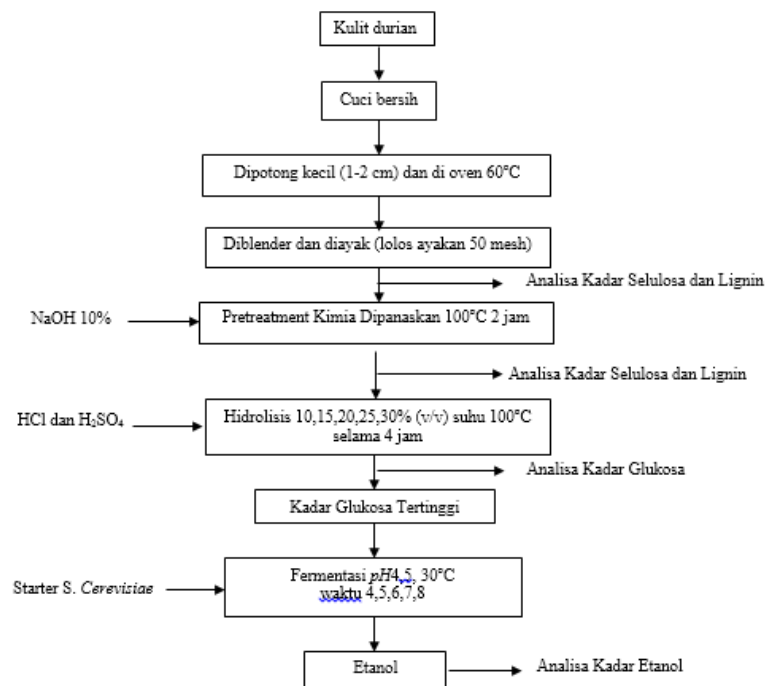 Kulit durian
Cuci bersih
Dipotong kecil (1-2 cm) dan di oven 60°C
Diblender dan diayak (lolos ayakan 50 mesh)
Analisa Kadar Selulosa dan Lignin
NaOH 10%
Pretreatment Kimia Dipanaskan 100°C 2 jam
Analisa Kadar Selulosa dan Lignin
HCl dan H₂SO₄
Hidrolisis 10,15,20,25,30% (v/v) suhu 100°C
selama 4 jam
Analisa Kadar Glukosa
Kadar Glukosa Tertinggi
Starter S. Cerevisiae
Fermentasi pH4,5, 30°C
waktu 4,5,6,7,8
Etanol
Analisa Kadar Etanol